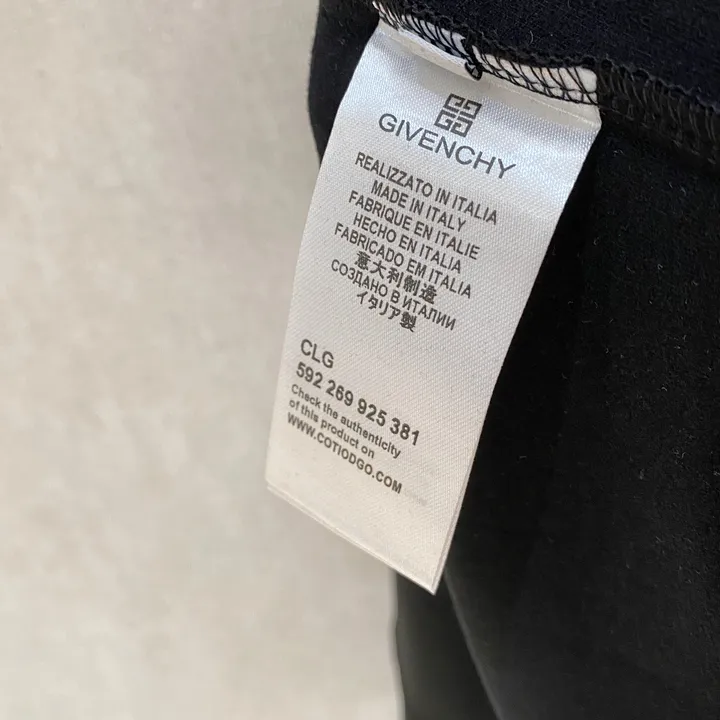 GIVENCHY
REALIZZATO IN ITALIA
MADE IN ITALY
FABRIQUE EN ITALIE
HECHO EN ITALIA
FABRICADO EM ITALIA
意大利制造
СОЗДАНО В ИТАЛИИ
イタリア製
CLG
592 269 925 381
Check the authenticity
of this product on
WWW.COTIODGO.COM